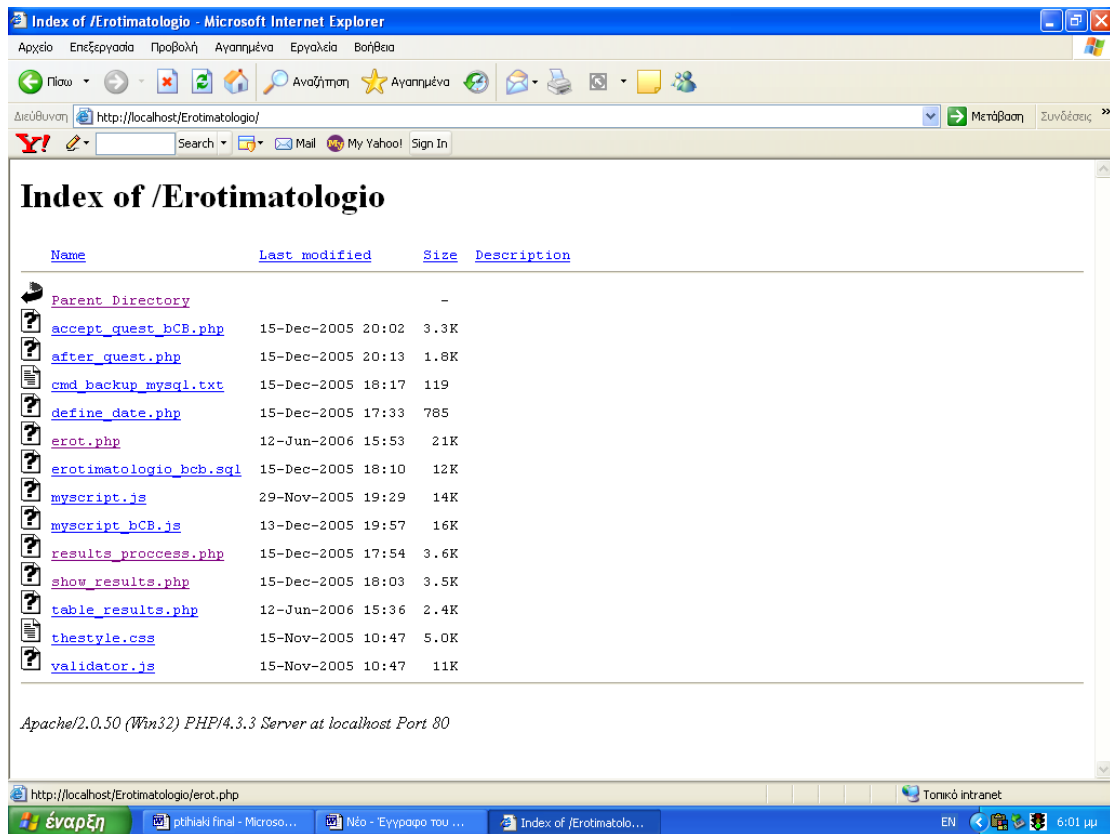 Index of /Erotimatologio - Microsoft Internet Explorer
Αρχείο Επεξεργασία Προβολή Αγαπημένα Εργαλεία Βοήθεια
Πίσω Αναζήτηση Αγαπημένα
Διεύθυνση http://localhost/Erotimatologio/ Μετάβαση Συνδέσεις »
Y! Search Mail My Yahoo! Sign In
Index of /Erotimatologio
Name Last modified Size Description
Parent Directory -
accept_quest_bCB.php 15-Dec-2005 20:02 3.3K
after_quest.php 15-Dec-2005 20:13 1.8K
cmd_backup_mysql.txt 15-Dec-2005 18:17 119
define_date.php 15-Dec-2005 17:33 785
erot.php 12-Jun-2006 15:53 21K
erotimatologio_bcb.sql 15-Dec-2005 18:10 12K
myscript.js 29-Nov-2005 19:29 14K
myscript_bCB.js 13-Dec-2005 19:57 16K
results_proccess.php 15-Dec-2005 17:54 3.6K
show_results.php 15-Dec-2005 18:03 3.5K
table_results.php 12-Jun-2006 15:36 2.4K
thestyle.css 15-Nov-2005 10:47 5.0K
validator.js 15-Nov-2005 10:47 11K
Apache/2.0.50 (Win32) PHP/4.3.3 Server at localhost Port 80
http://localhost/Erotimatologio/erot.php Τοπικό intranet
έναρξη ptihiaki final - Microso... Νέο - Έγγραφο του ... Index of /Erotimatolo... EN 6:01 μμ